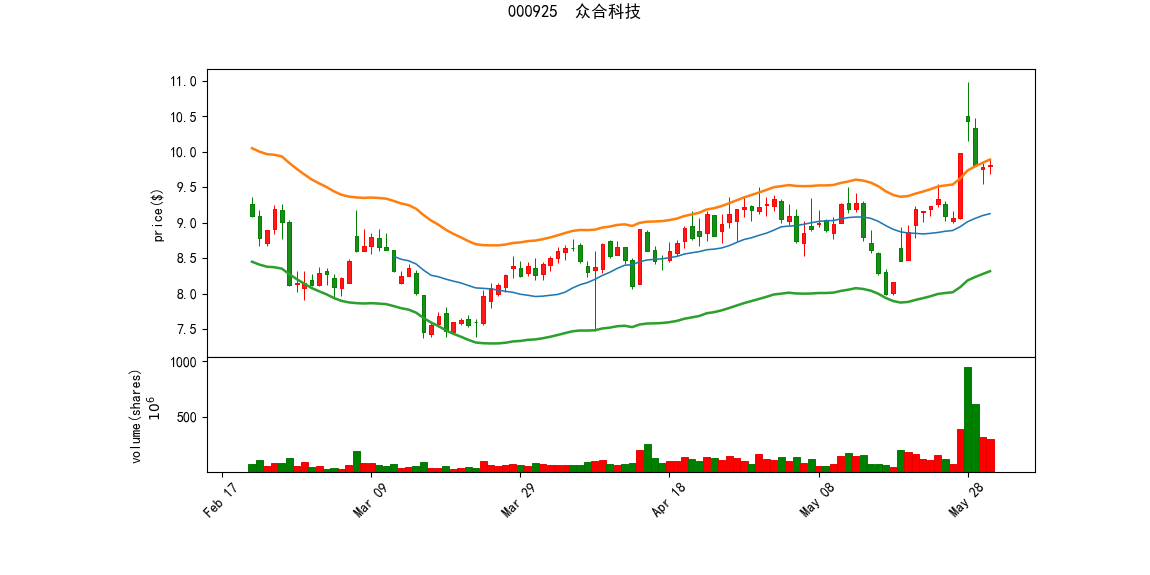 000925 众合科技
11.0
10.5
10.0
9.5
9.0
8.5
8.0
7.5
price($)
1000
500
volume(shares)
10^6
Feb 17
Mar 09
Mar 29
Apr 18
May 08
May 28